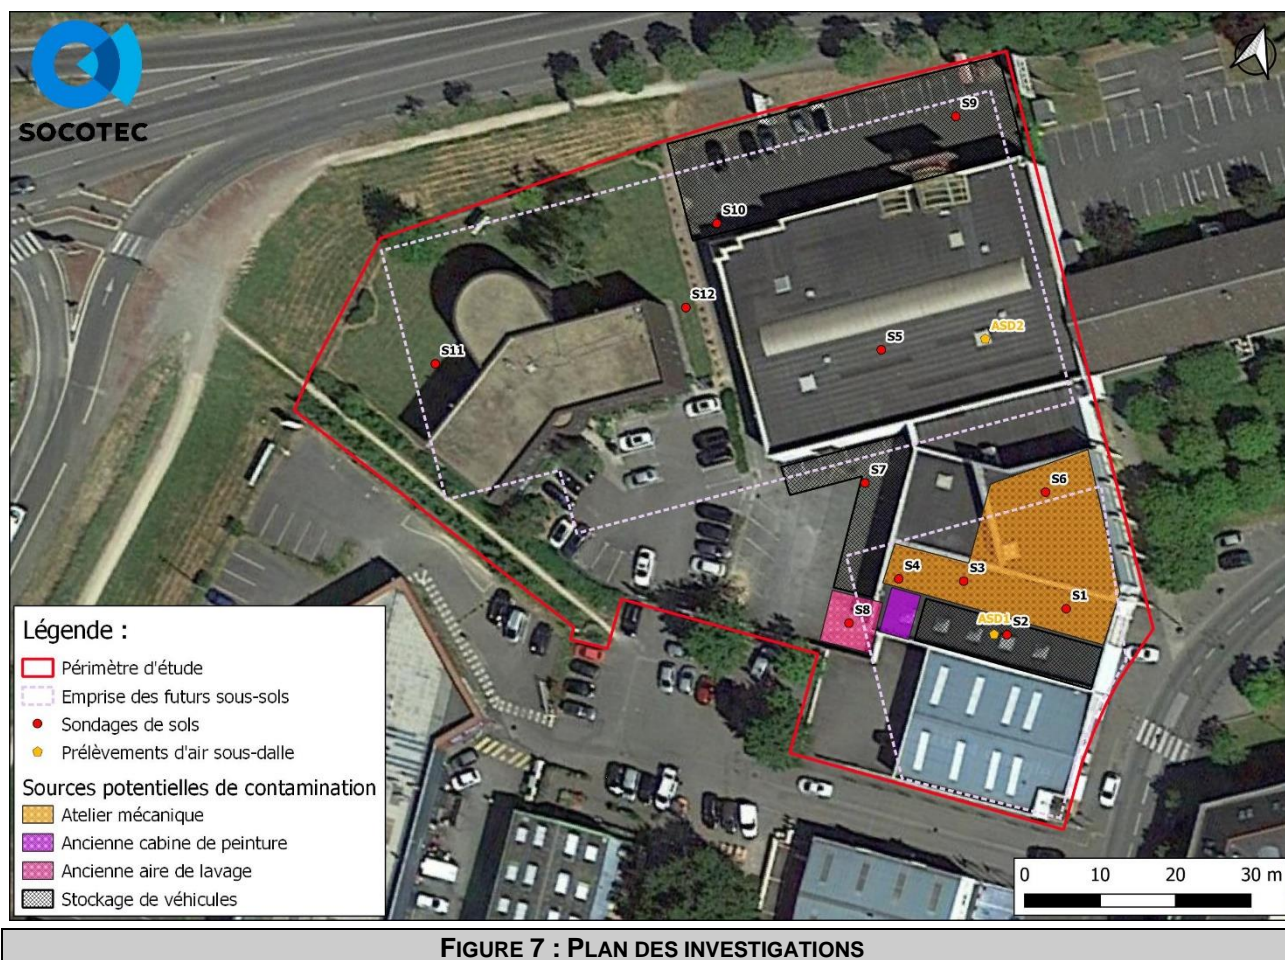 SOCOTEC
S9
S10
S12
S5
ASD2
S11
S7
S6
S4
S3
S1
S8
ASD1
S2
Légende :
Périmètre d'étude
Emprise des futurs sous-sols
Sondages de sols
Prélèvements d'air sous-dalle
Sources potentielles de contamination
Atelier mécanique
Ancienne cabine de peinture
Ancienne aire de lavage
Stockage de véhicules
0 10 20 30 m
FIGURE 7 : PLAN DES INVESTIGATIONS